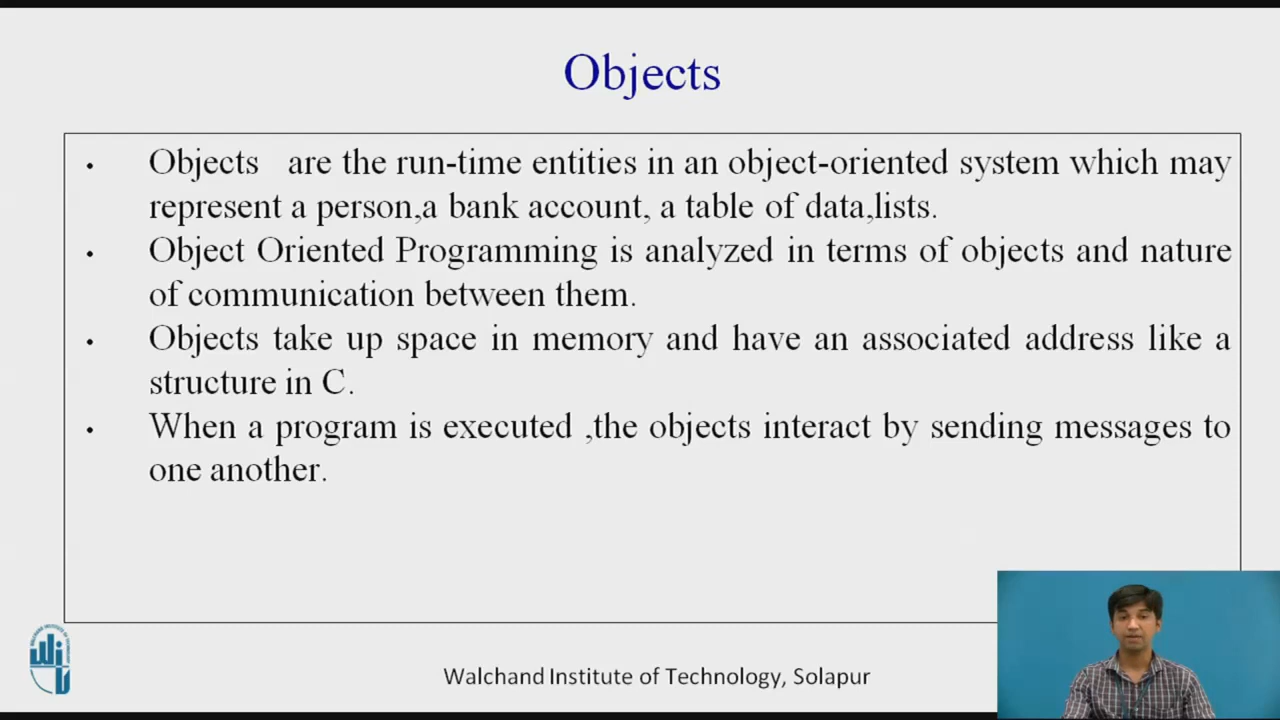 Objects
• Objects are the run-time entities in an object-oriented system which may
represent a person,a bank account, a table of data,lists.
• Object Oriented Programming is analyzed in terms of objects and nature
of communication between them.
• Objects take up space in memory and have an associated address like a
structure in C.
• When a program is executed ,the objects interact by sending messages to
one another.
Walchand Institute of Technology, Solapur